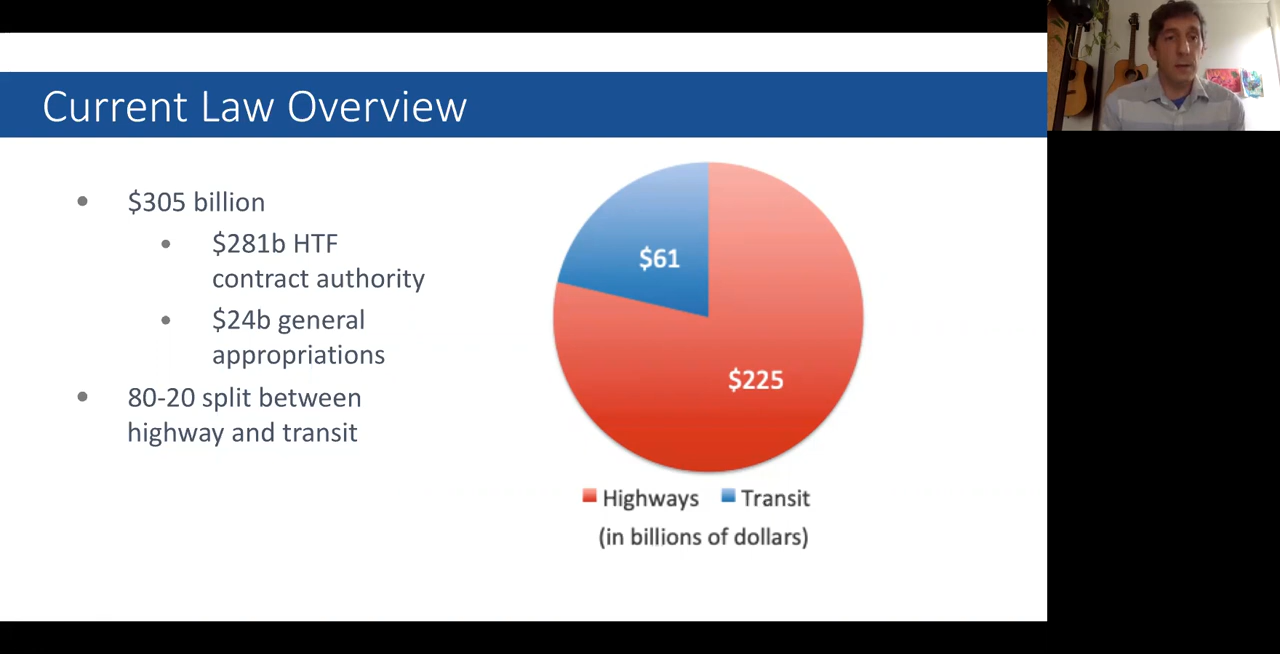 Current Law Overview
• $305 billion
• $281b HTF
contract authority
• $24b general
appropriations
• 80-20 split between
highway and transit
$61
$225
Highways Transit
(in billions of dollars)